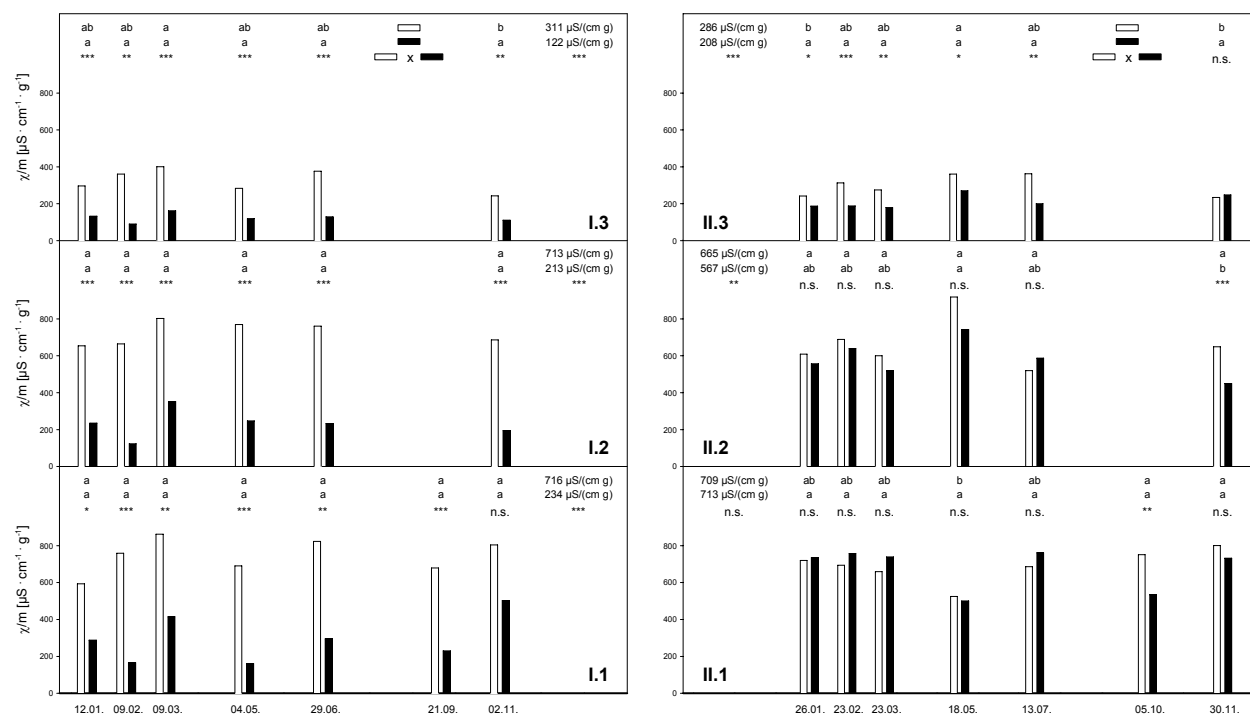 ab ab a ab ab b 311 µS/(cm g)
a a a a a a 122 µS/(cm g)
*** ** *** *** *** x ** ***
χ/m [µS · cm⁻¹ · g⁻¹]
800
600
400
200
0
I.3
286 µS/(cm g) b ab ab a ab b
208 µS/(cm g) a a a a a a
*** * *** ** * ** x n.s.
II.3
a a a a a a 713 µS/(cm g)
a a a a a a 213 µS/(cm g)
*** *** *** *** *** *** ***
χ/m [µS · cm⁻¹ · g⁻¹]
800
600
400
200
0
I.2
665 µS/(cm g) a a a a a a
567 µS/(cm g) ab ab ab a ab b
** n.s. n.s. n.s. n.s. n.s. ***
800
600
400
200
0
II.2
a a a a a a a 716 µS/(cm g)
a a a a a a a 234 µS/(cm g)
* *** ** *** ** *** n.s. ***
χ/m [µS · cm⁻¹ · g⁻¹]
800
600
400
200
0
I.1
12.01. 09.02. 09.03. 04.05. 29.06. 21.09. 02.11.
709 µS/(cm g) ab ab ab b ab a a
713 µS/(cm g) a a a a a a a
n.s. n.s. n.s. n.s. n.s. n.s. ** n.s.
800
600
400
200
0
II.1
26.01. 23.02. 23.03. 18.05. 13.07. 05.10. 30.11.